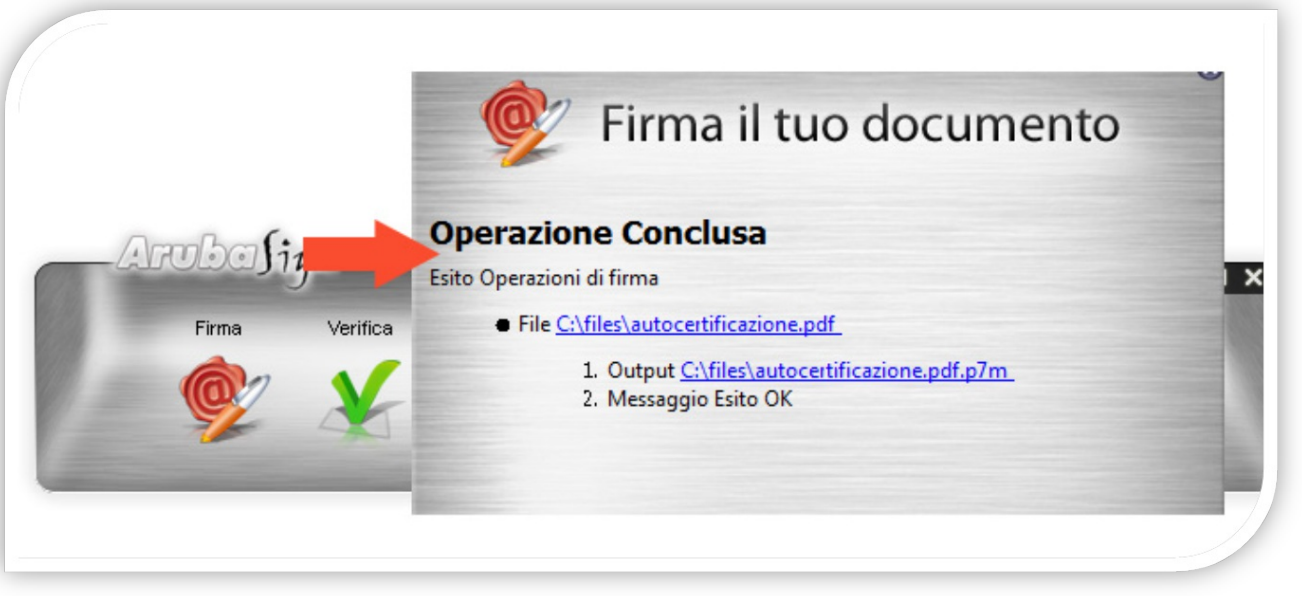 Firma il tuo documento
Operazione Conclusa
Esito Operazioni di firma
File C:\files\autocertificazione.pdf
1. Output C:\files\autocertificazione.pdf.p7m
2. Messaggio Esito OK
Aruba
Firma Verifica